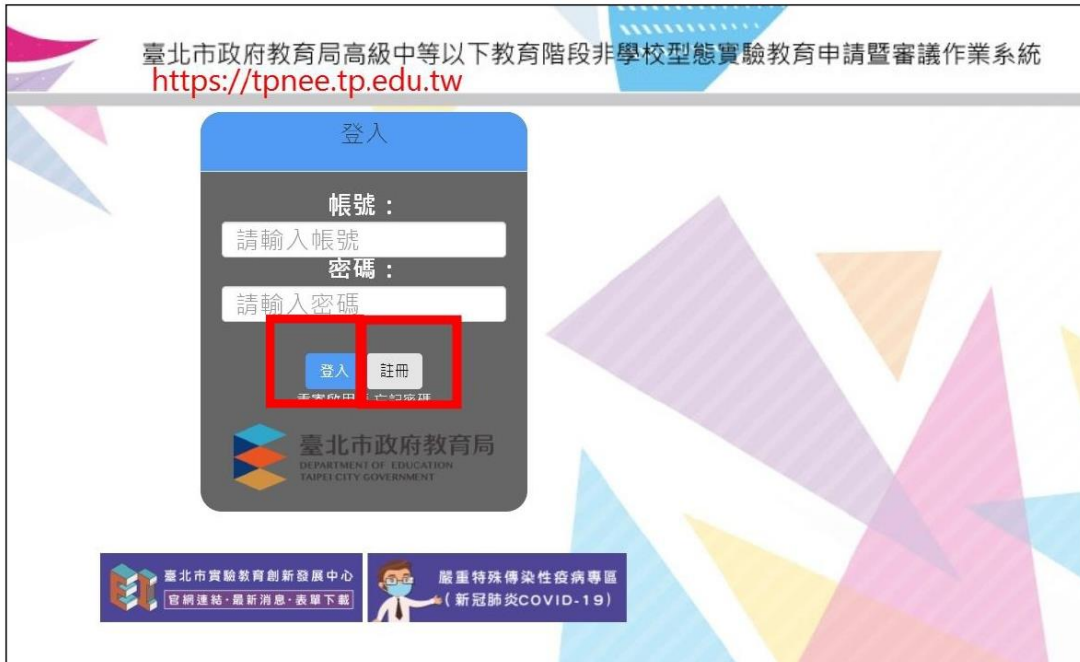 臺北市政府教育局高級中等以下教育階段非學校型態實驗教育申請暨審議作業系統
https://tpnee.tp.edu.tw
登入
帳號：
請輸入帳號
密碼：
請輸入密碼
登入 註冊
忘記密碼
臺北市政府教育局
DEPARTMENT OF EDUCATION
TAIPEI CITY GOVERNMENT
臺北市實驗教育創新發展中心
官網連結·最新消息·表單下載
嚴重特殊傳染性疫病專區
(新冠肺炎COVID-19)